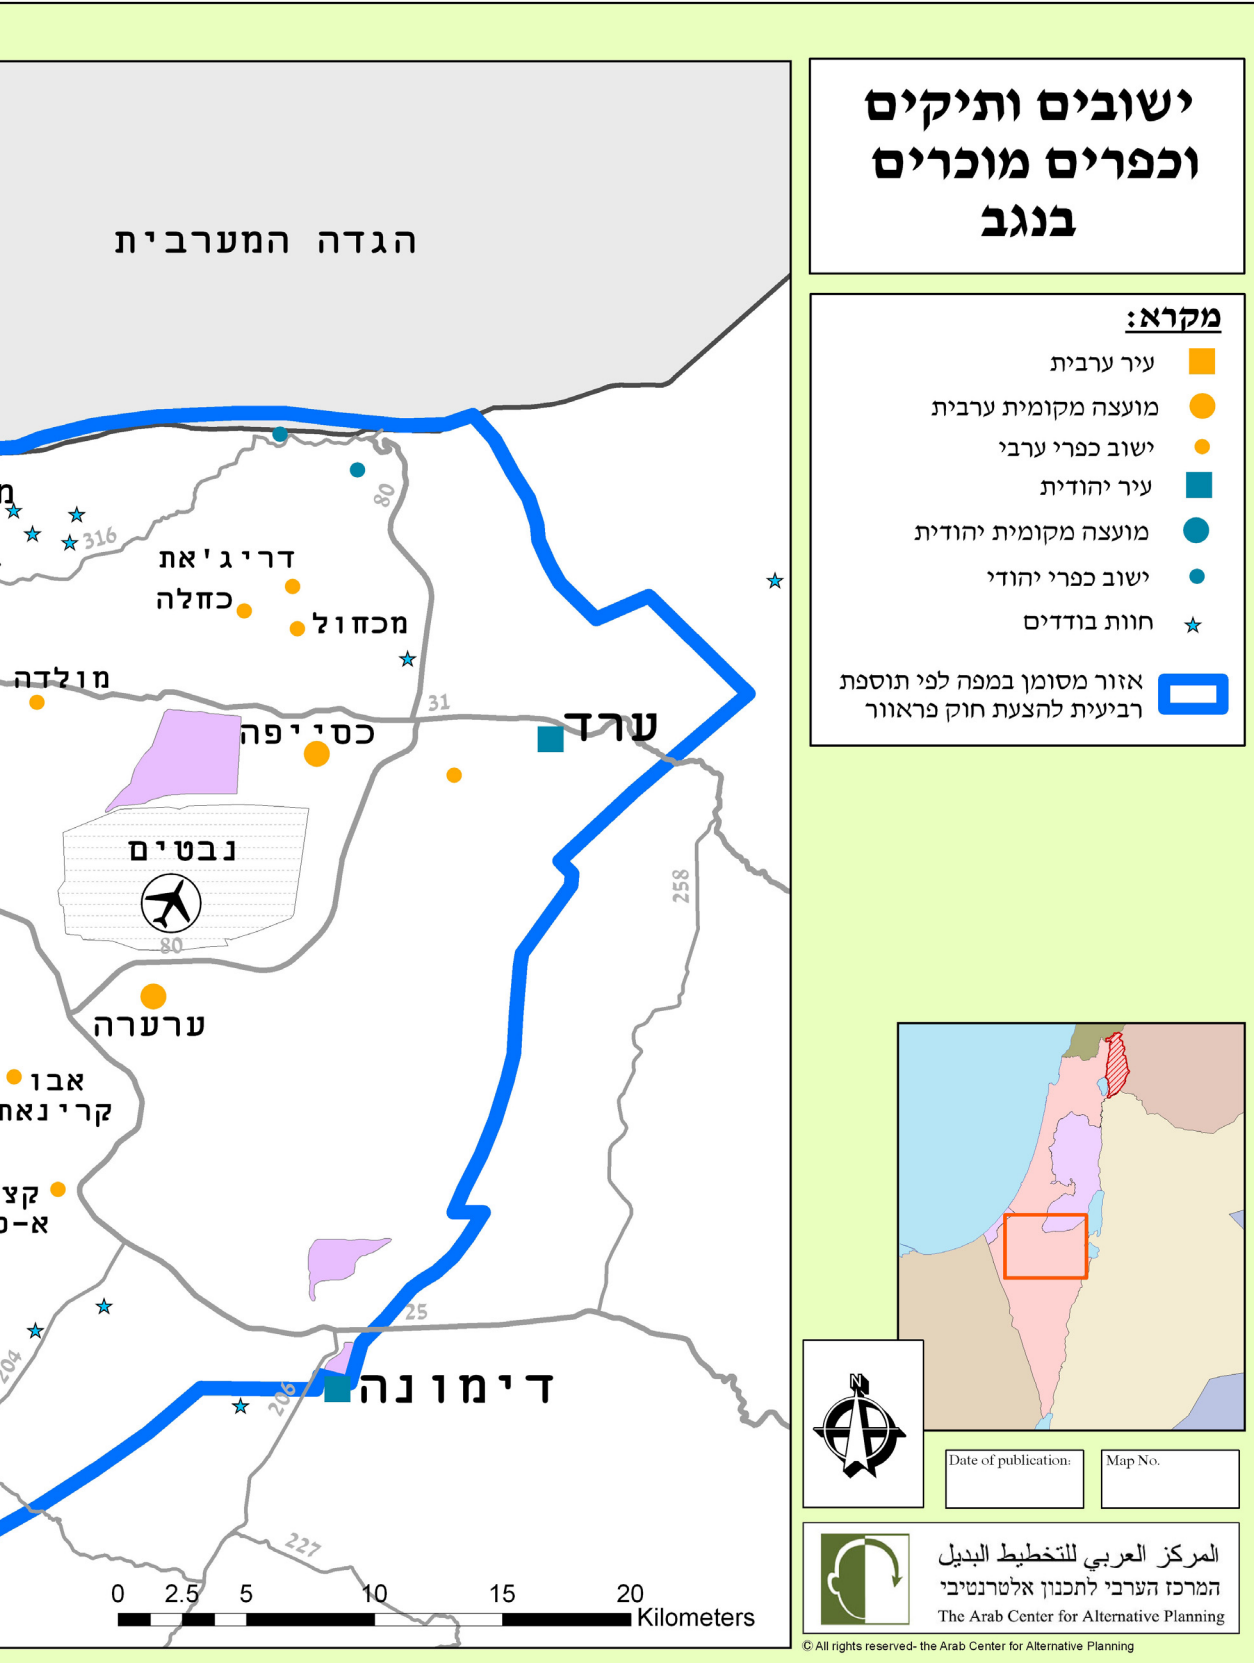 ישובים ותיקים
וכפרים מוכרים
בנגב
מקרא:
עיר ערבית
מועצה מקומית ערבית
ישוב כפרי ערבי
עיר יהודית
מועצה מקומית יהודית
ישוב כפרי יהודי
חוות בודדים
אזור מסומן במפה לפי תוספת
רביעית להצעת חוק פראוור
הגדה המערבית
80
316
דריג'את
כחלה
מכחול
מולדה
31
ערד
כסייפה
נבטים
258
80
ערערה
אבו
קרינאת
25
204
206
דימונה
227
0 2.5 5 10 15 20
Kilometers
N
Date of publication:
Map No.
المركز العربي للتخطيط البديل
המרכז הערבי לתכנון אלטרנטיבי
The Arab Center for Alternative Planning
© All rights reserved- the Arab Center for Alternative Planning